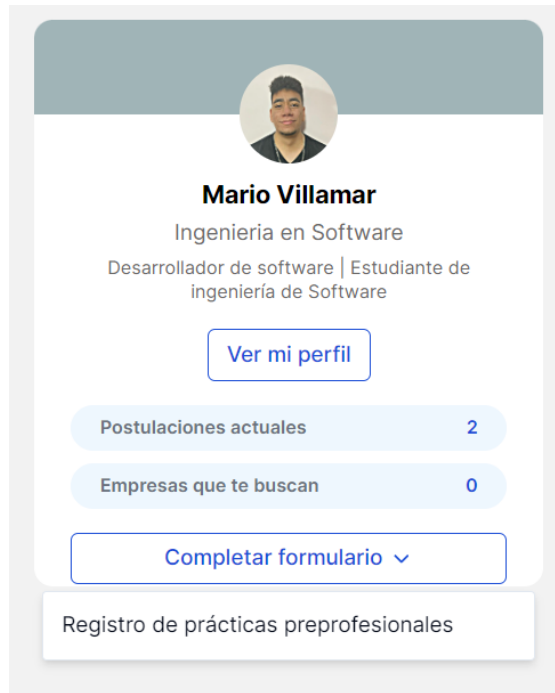 Mario Villamar
Ingenieria en Software
Desarrollador de software | Estudiante de
ingeniería de Software
Ver mi perfil
Postulaciones actuales 2
Empresas que te buscan 0
Completar formulario
Registro de prácticas preprofesionales